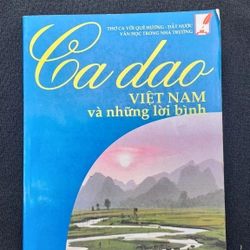 THƠ CA VỚI QUÊ HƯƠNG - ĐẤT NƯỚC
VĂN HỌC TRONG NHÀ TRƯỜNG
Ca dao
VIỆT NAM
và những lời bình